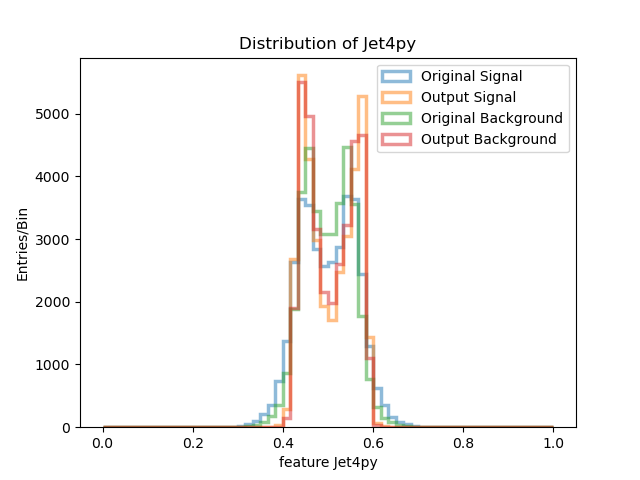 Distribution of Jet4py
Original Signal
Output Signal
Original Background
Output Background
Entries/Bin
5000
4000
3000
2000
1000
0
0.0 0.2 0.4 0.6 0.8 1.0
feature Jet4py